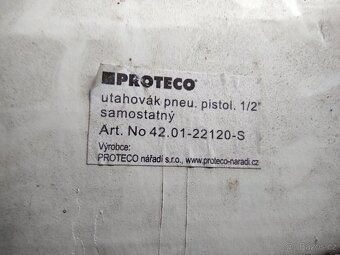 PROTECO®
utahovák pneu. pistol. 1/2"
samostatný
Art. No 42.01-22120-S
Výrobce:
PROTECO nářadí s.r.o., www.proteco-naradi.cz